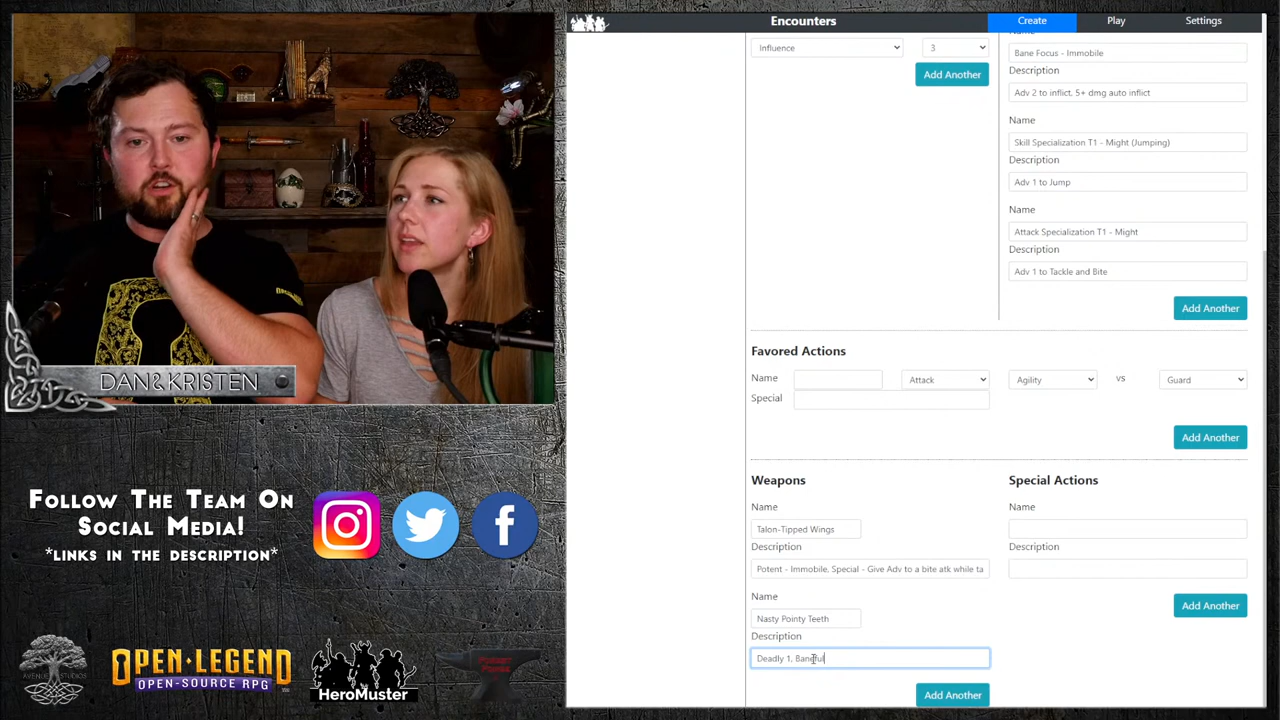 Encounters
Create
Play
Settings
Influence
3
Add Another
Name
Bane Focus - Immobile
Description
Adv 2 to inflict, 5+ dmg auto inflict
Name
Skill Specialization T1 - Might (Jumping)
Description
Adv 1 to Jump
Name
Attack Specialization T1 - Might
Description
Adv 1 to Tackle and Bite
Add Another
Favored Actions
Name
Attack
Agility
vs
Guard
Special
Add Another
Weapons
Name
Talon-Tipped Wings
Description
Potent - Immobile, Special - Give Adv to a bite atk while ta
Name
Nasty Pointy Teeth
Description
Deadly 1, Baneful
Add Another
Special Actions
Name
Description
Add Another
DAN & KRISTEN
FOLLOW THE TEAM ON
SOCIAL MEDIA!
*LINKS IN THE DESCRIPTION*
OPEN LEGEND
OPEN-SOURCE RPG
HeroMuster